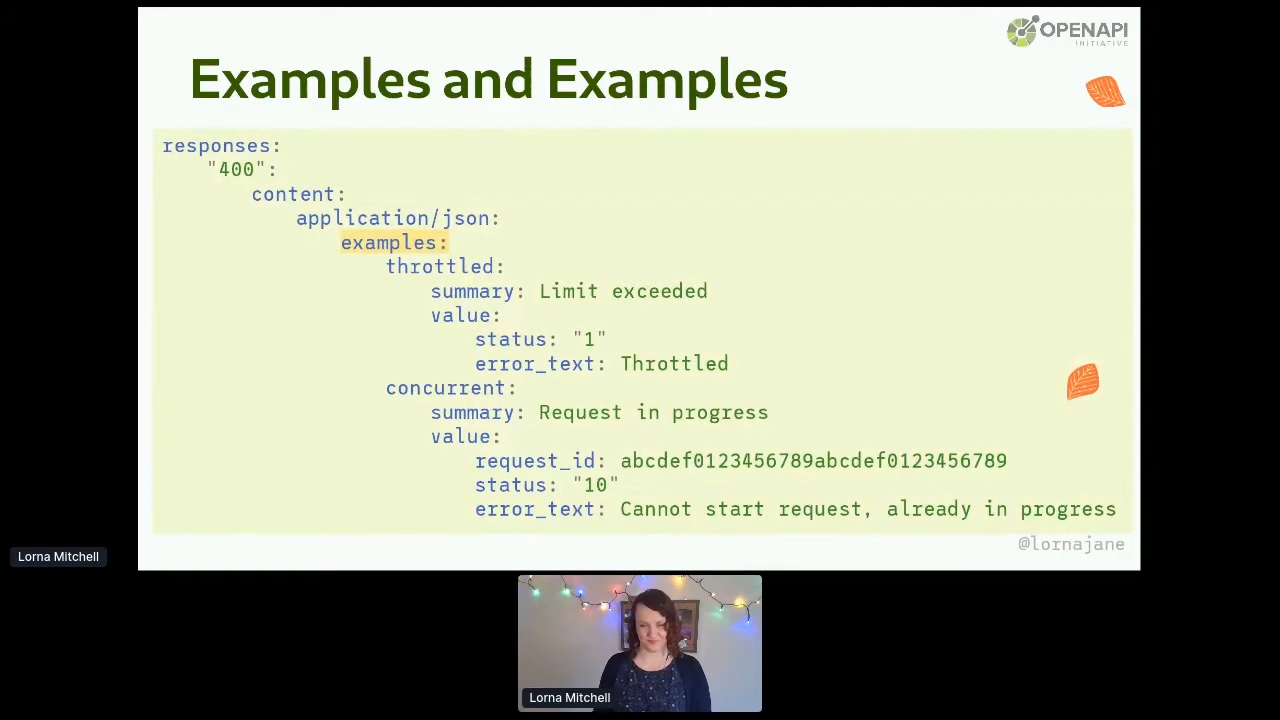 OPENAPI
INITIATIVE
Examples and Examples
responses:
    "400":
        content:
            application/json:
                examples:
                    throttled:
                        summary: Limit exceeded
                        value:
                            status: "1"
                            error_text: Throttled
                    concurrent:
                        summary: Request in progress
                        value:
                            request_id: abcdef0123456789abcdef0123456789
                            status: "10"
                            error_text: Cannot start request, already in progress
@lornajane
Lorna Mitchell
Lorna Mitchell